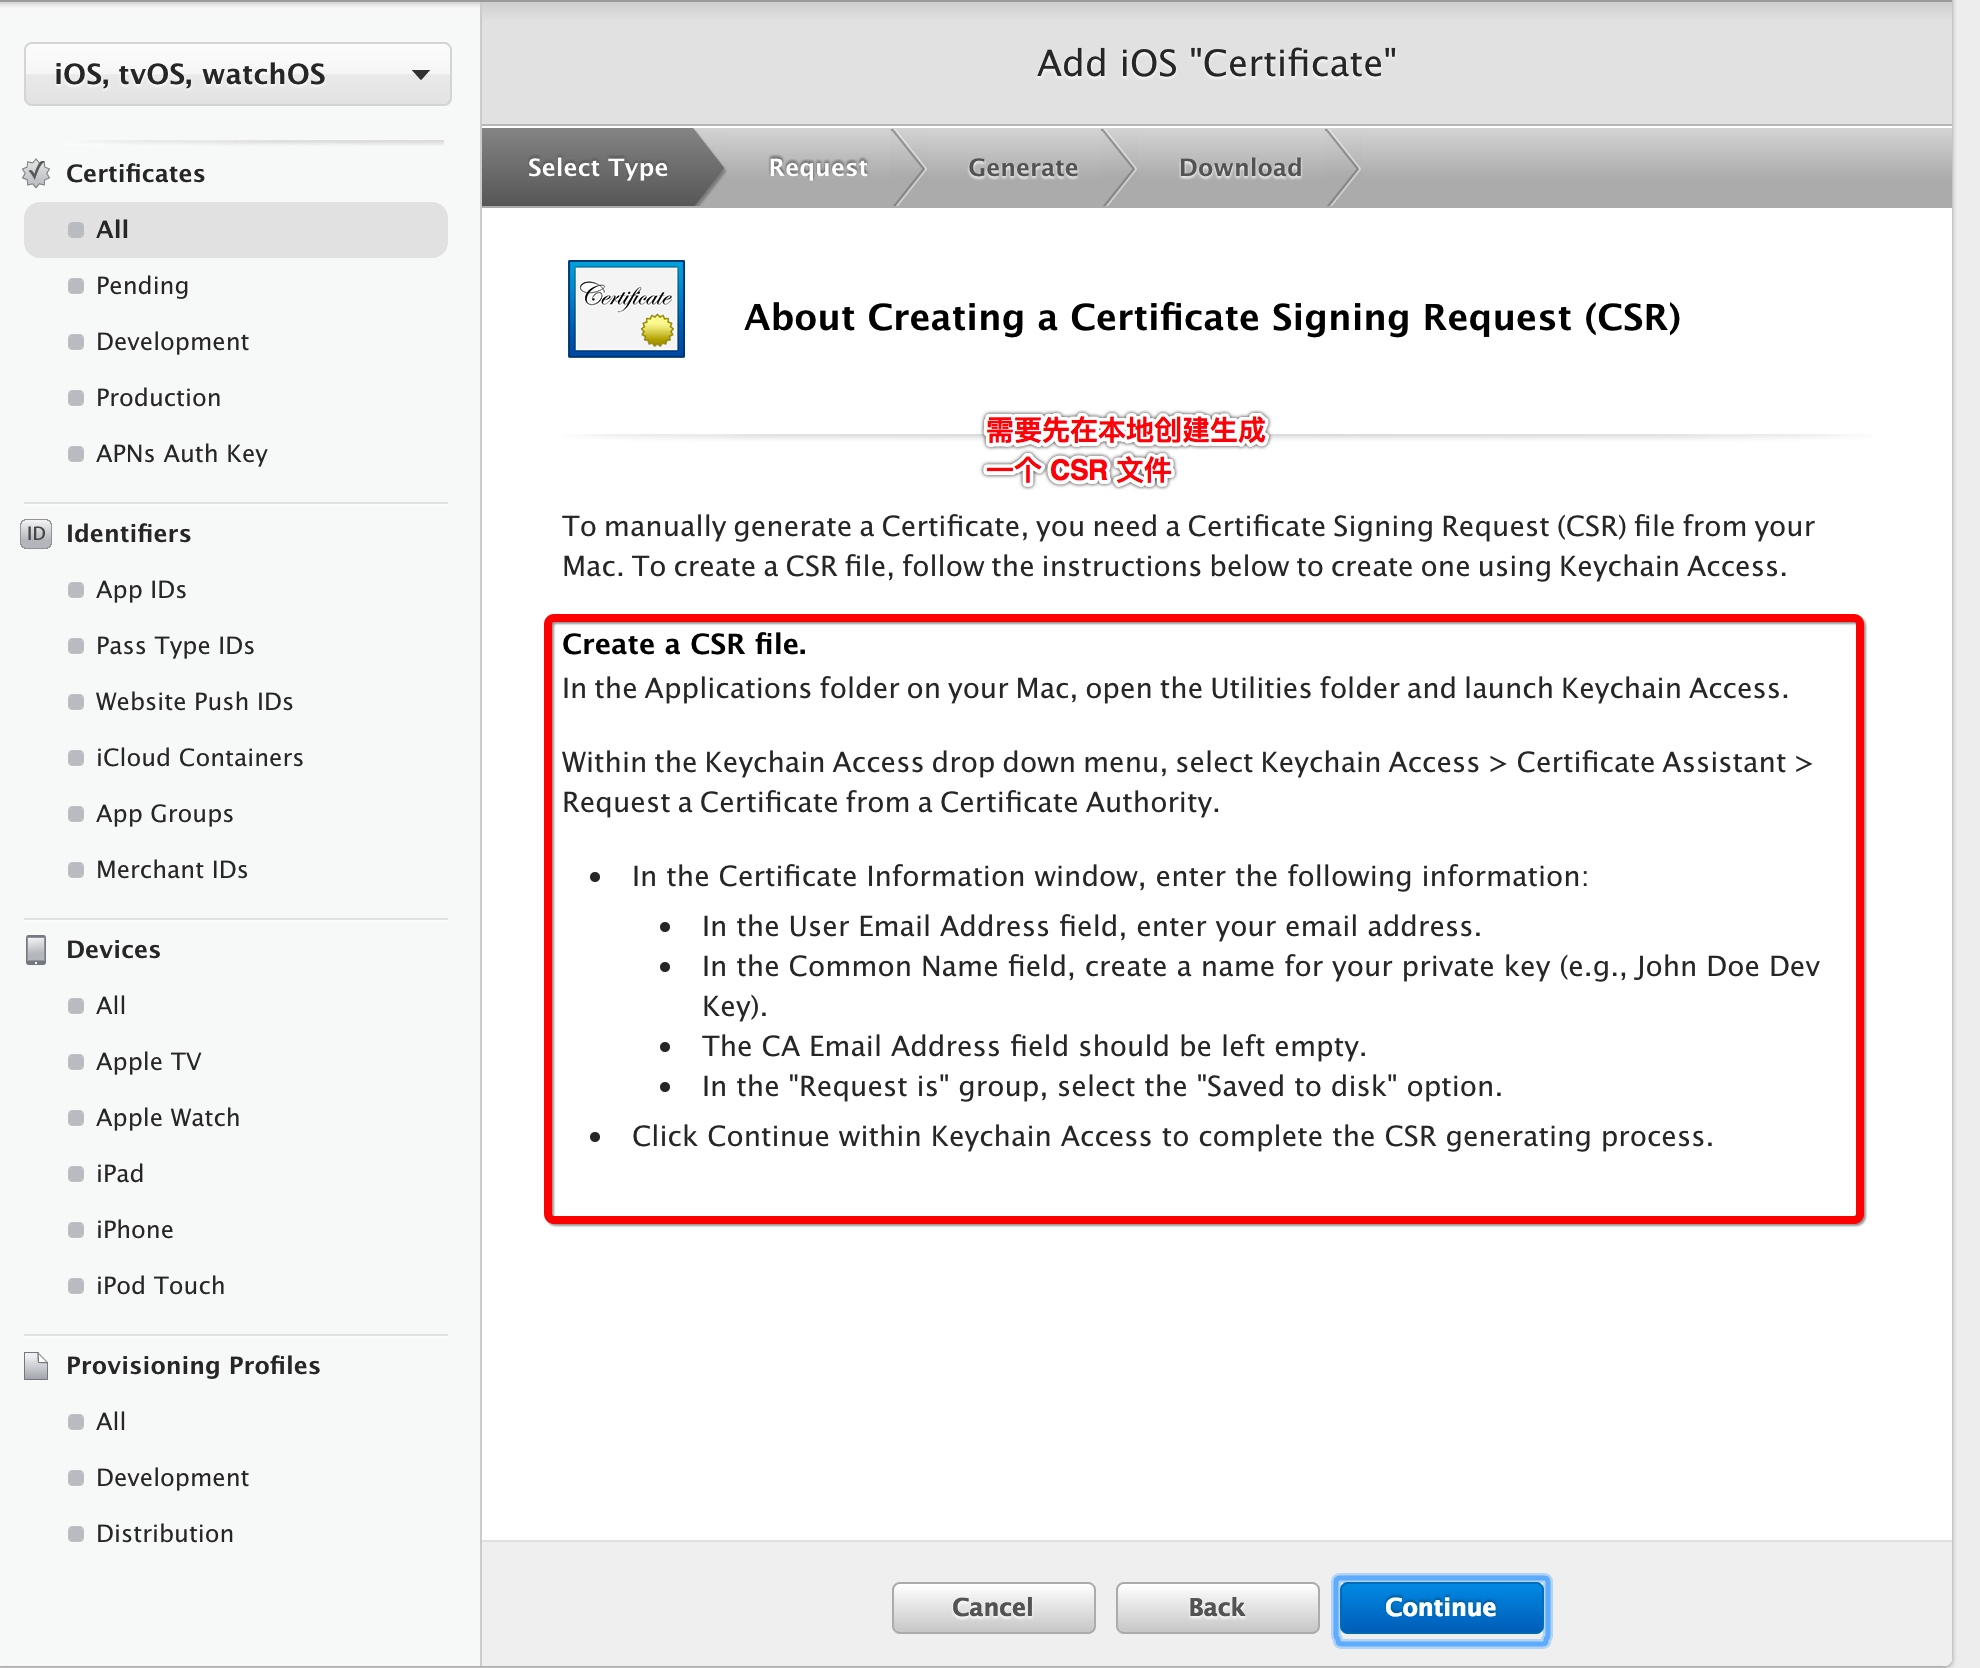 iOS, tvOS, watchOS
Certificates
All
Pending
Development
Production
APNs Auth Key
ID
Identifiers
App IDs
Pass Type IDs
Website Push IDs
iCloud Containers
App Groups
Merchant IDs
Devices
All
Apple TV
Apple Watch
iPad
iPhone
iPod Touch
Provisioning Profiles
All
Development
Distribution
Add iOS "Certificate"
Select Type
Request
Generate
Download
Certificate
About Creating a Certificate Signing Request (CSR)
需要先在本地创建生成
一个 CSR 文件
To manually generate a Certificate, you need a Certificate Signing Request (CSR) file from your
Mac. To create a CSR file, follow the instructions below to create one using Keychain Access.
Create a CSR file.
In the Applications folder on your Mac, open the Utilities folder and launch Keychain Access.
Within the Keychain Access drop down menu, select Keychain Access > Certificate Assistant >
Request a Certificate from a Certificate Authority.
• In the Certificate Information window, enter the following information:
• In the User Email Address field, enter your email address.
• In the Common Name field, create a name for your private key (e.g., John Doe Dev
Key).
• The CA Email Address field should be left empty.
• In the "Request is" group, select the "Saved to disk" option.
• Click Continue within Keychain Access to complete the CSR generating process.
Cancel
Back
Continue